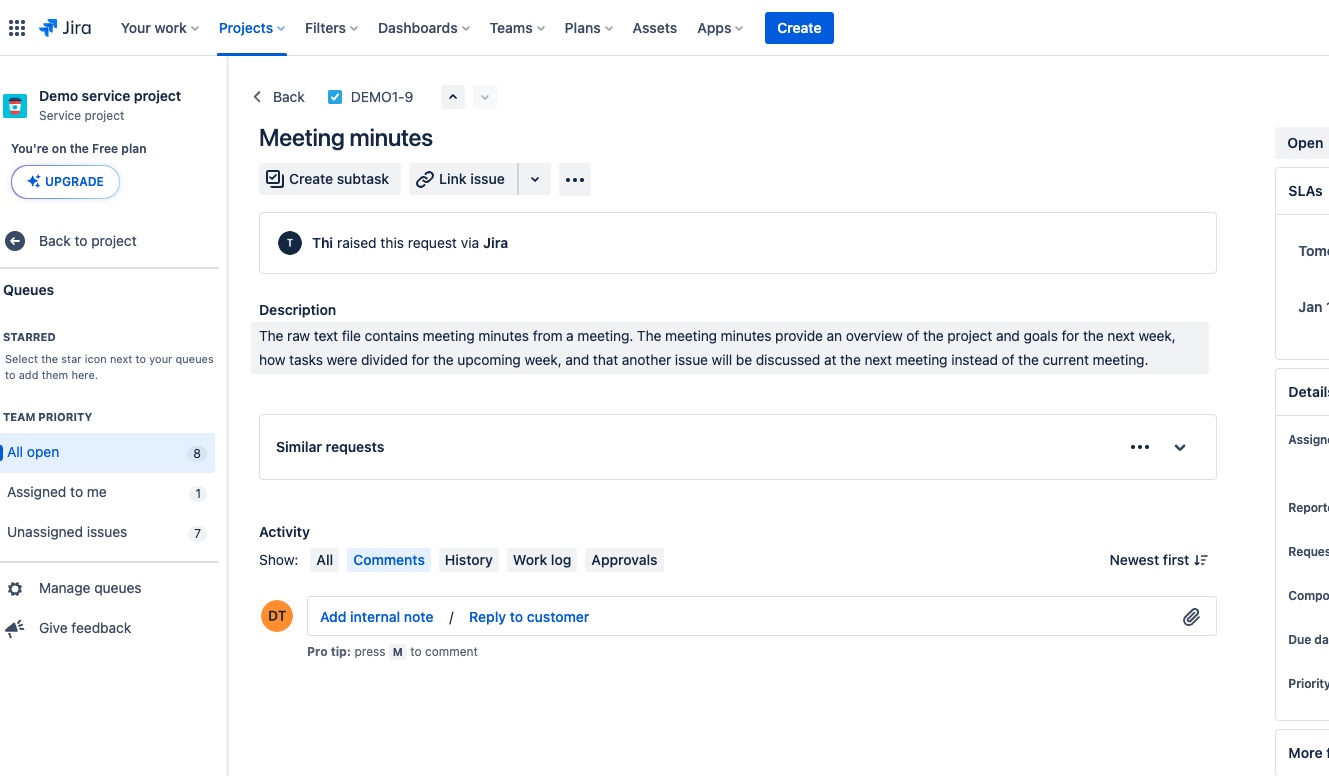 Jira
Your work
Projects
Filters
Dashboards
Teams
Plans
Assets
Apps
Create
Demo service project
Service project
You're on the Free plan
UPGRADE
Back to project
Queues
STARRED
Select the star icon next to your queues
to add them here.
TEAM PRIORITY
All open 8
Assigned to me 1
Unassigned issues 7
Manage queues
Give feedback
Back
DEMO1-9
Meeting minutes
Create subtask
Link issue
T
Thi raised this request via Jira
Description
The raw text file contains meeting minutes from a meeting. The meeting minutes provide an overview of the project and goals for the next week,
how tasks were divided for the upcoming week, and that another issue will be discussed at the next meeting instead of the current meeting.
Similar requests
Activity
Show: All Comments History Work log Approvals
Newest first
DT
Add internal note / Reply to customer
Pro tip: press M to comment
Open
SLAs
Jan
Details
Priority
More